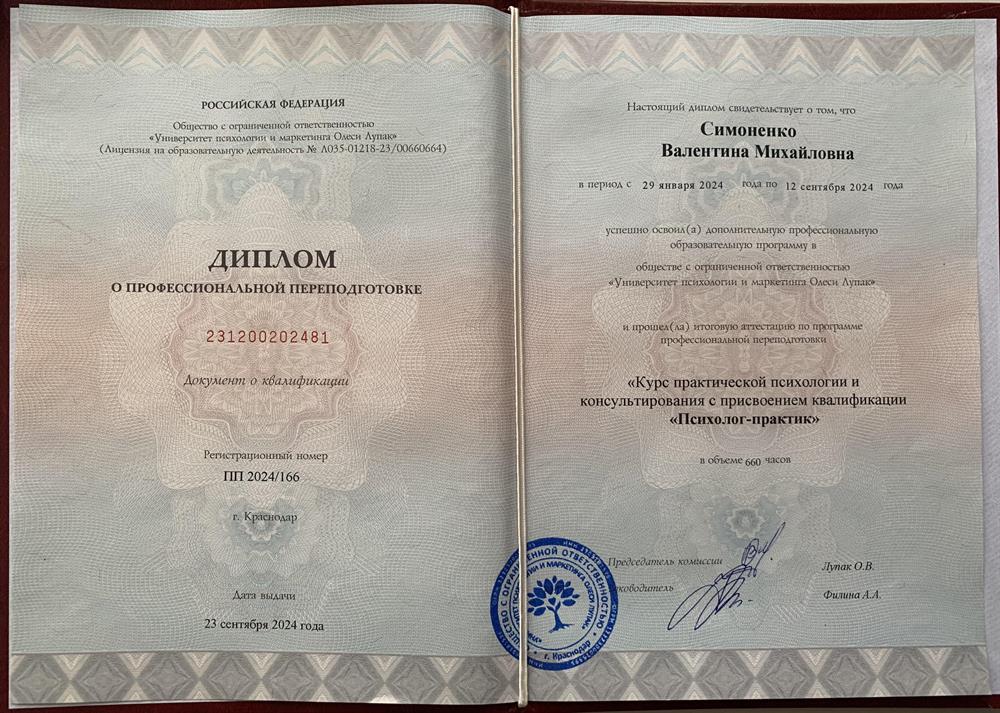 РОССИЙСКАЯ ФЕДЕРАЦИЯ
Общество с ограниченной ответственностью
«Университет психологии и маркетинга Олеси Лупак»
(Лицензия на образовательную деятельность № Л035-01218-23/00660664)
ДИПЛОМ
О ПРОФЕССИОНАЛЬНОЙ ПЕРЕПОДГОТОВКЕ
231200202481
Документ о квалификации
Регистрационный номер
ПП 2024/166
г. Краснодар
Дата выдачи
23 сентября 2024 года
Настоящий диплом свидетельствует о том, что
Симоненко
Валентина Михайловна
в период с 29 января 2024 года по 12 сентября 2024 года
успешно освоил(а) дополнительную профессиональную
образовательную программу в
обществе с ограниченной ответственностью
«Университет психологии и маркетинга Олеси Лупак»
и прошел(ла) итоговую аттестацию по программе
профессиональной переподготовки
«Курс практической психологии и
консультирования с присвоением квалификации
«Психолог-практик»
в объеме 660 часов
Председатель комиссии Лупак О.В.
ководитель Филина А.А.
ОБЩЕСТВО С ОГРАНИЧЕННОЙ ОТВЕТСТВЕННОСТЬЮ
г. Краснодар